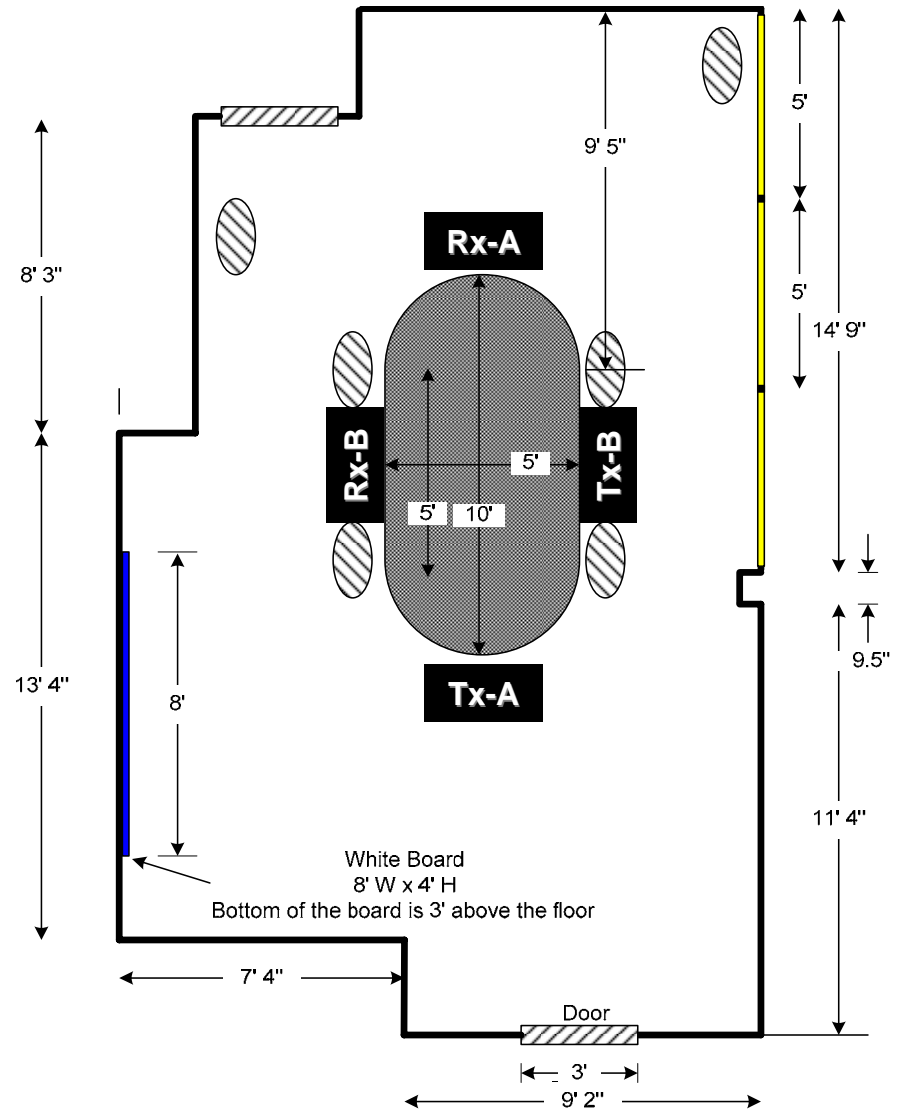 5'
9' 5"
Rx-A
8' 3"
5'
14' 9"
Rx-B
5'
Tx-B
5'
10'
9.5"
13' 4"
Tx-A
8'
11' 4"
White Board
8' W x 4' H
Bottom of the board is 3' above the floor
7' 4"
Door
3'
9' 2"